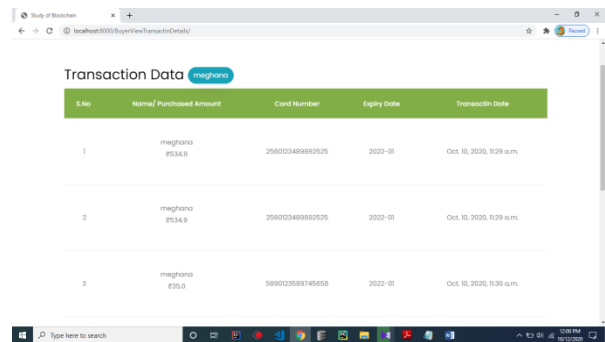 Study of Blockchain
localhost:8000/BuyerViewTransactinDetails/
Paused
Transaction Data meghana
S.No Name/ Purchased Amount Card Number Expiry Date Transactin Date
1 meghana 2560123489892525 2022-01 Oct. 10, 2020, 11:29 a.m.
₹534.9
2 meghana 2560123489892525 2022-01 Oct. 10, 2020, 11:29 a.m.
₹534.9
3 meghana 5890123589745658 2022-01 Oct. 10, 2020, 11:30 a.m.
₹35.0
Type here to search
12:00 PM
10/12/2020